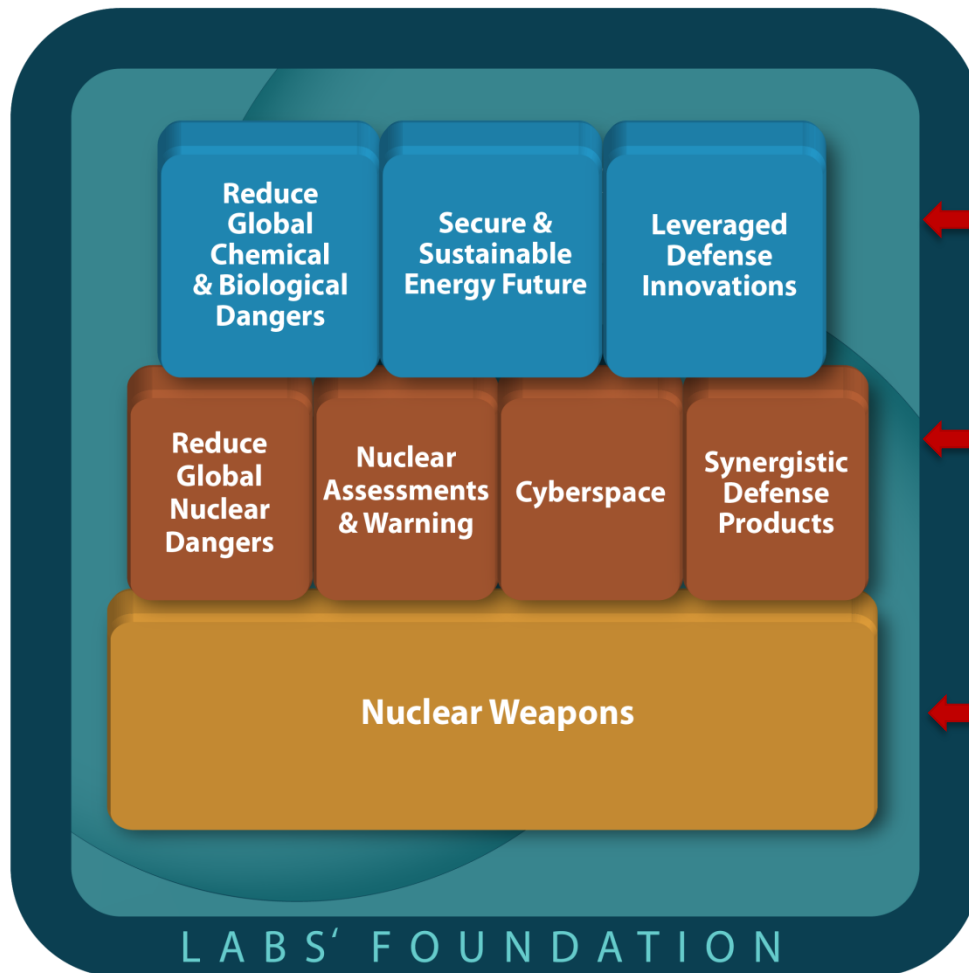 Reduce
Global
Chemical
& Biological
Dangers
Secure &
Sustainable
Energy Future
Leveraged
Defense
Innovations
Reduce
Global
Nuclear
Dangers
Nuclear
Assessments
& Warning
Cyberspace
Synergistic
Defense
Products
Nuclear Weapons
LABS‘ FOUNDATION